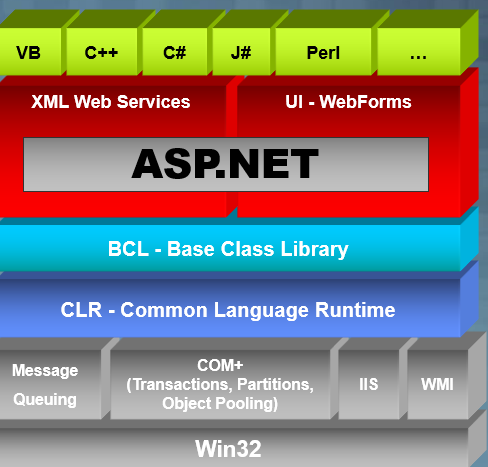 VB C++ C# J# Perl ...
XML Web Services UI - WebForms
ASP.NET
BCL - Base Class Library
CLR - Common Language Runtime
Message
Queuing
COM+
(Transactions, Partitions,
Object Pooling)
IIS
WMI
Win32